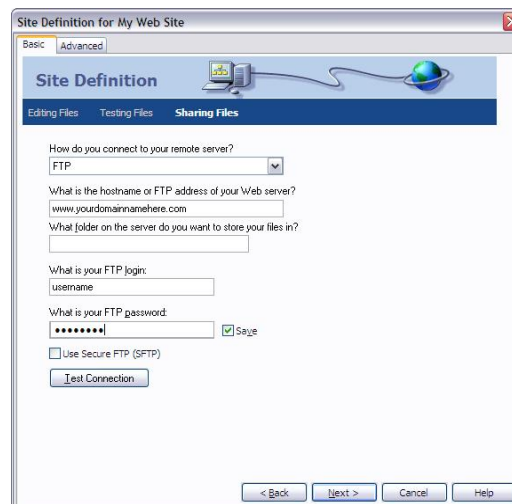 Site Definition for My Web Site
Basic Advanced
Site Definition
Editing Files Testing Files Sharing Files
How do you connect to your remote server?
FTP
What is the hostname or FTP address of your Web server?
www.yourdomainnamehere.com
What folder on the server do you want to store your files in?
What is your FTP login:
username
What is your FTP password:
●●●●●●●● Save
Use Secure FTP (SFTP)
Test Connection
< Back Next > Cancel Help